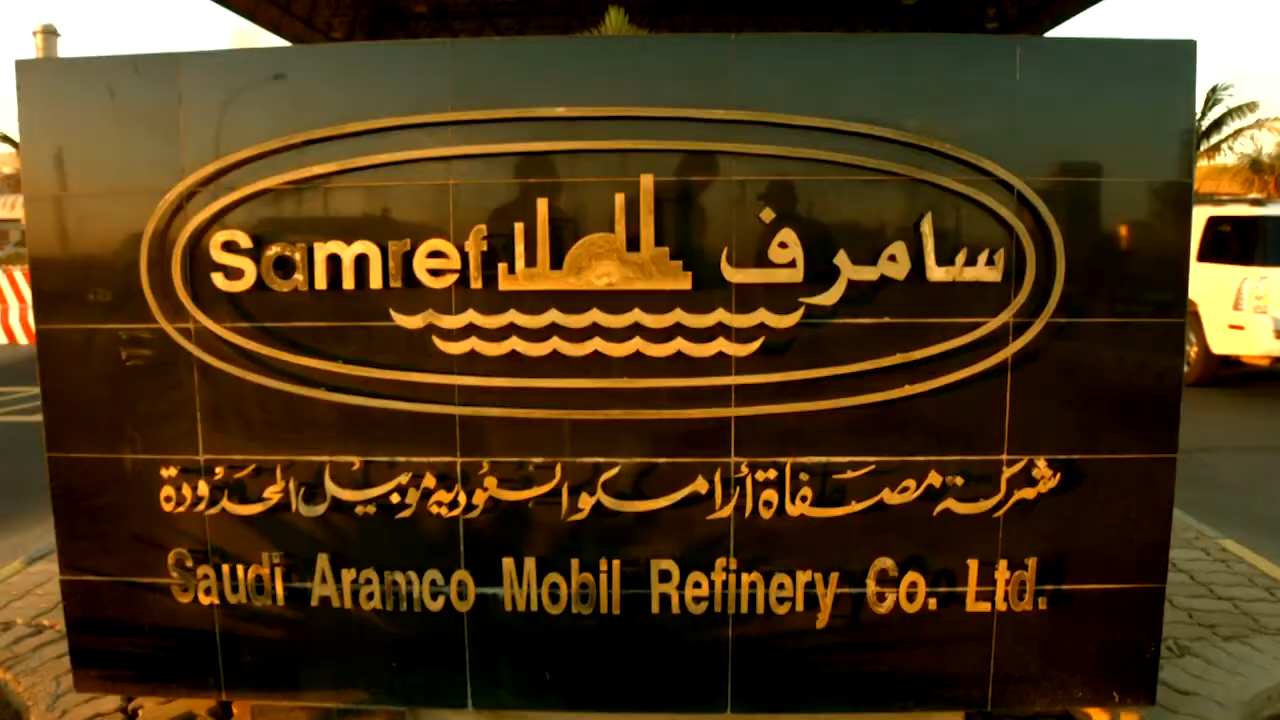 Samref سامرف
شركة مصفاة أرامكو السعودية موبيل المحدودة
Saudi Aramco Mobil Refinery Co. Ltd.